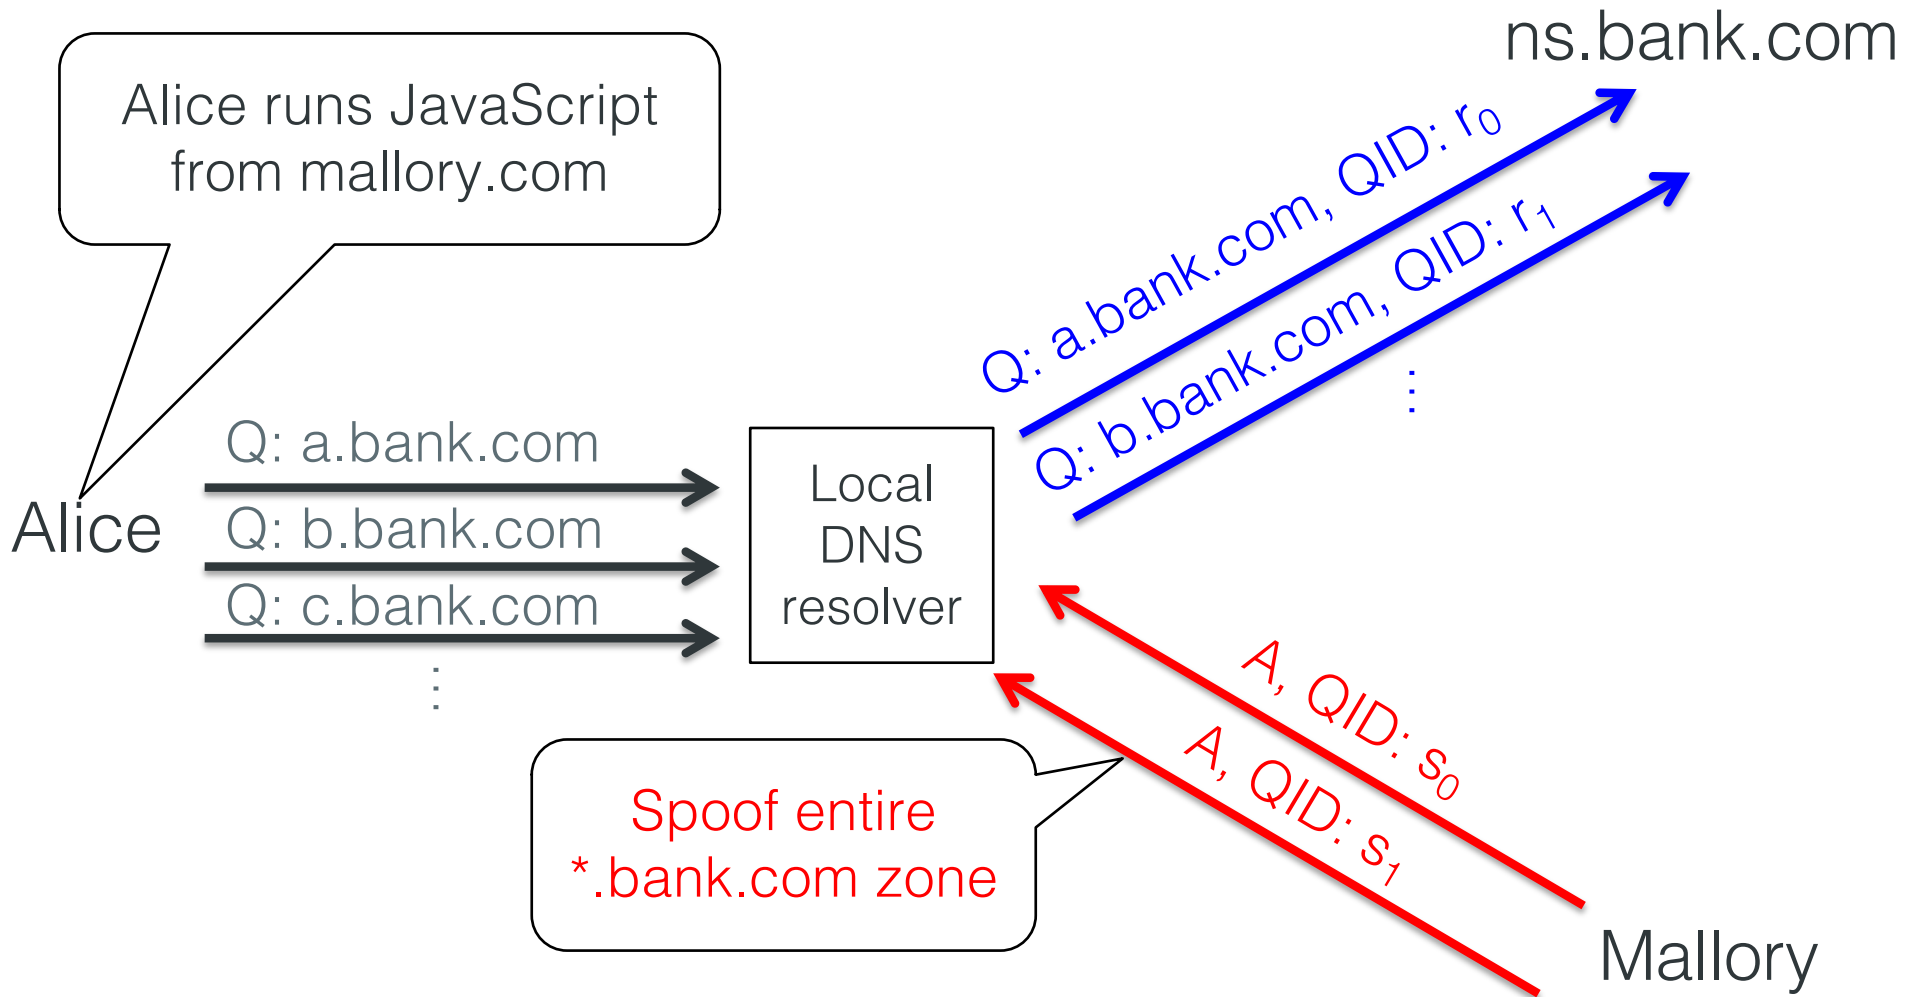 ns.bank.com
Alice runs JavaScript
from mallory.com
Q: a.bank.com, QID: r₀
Q: b.bank.com, QID: r₁
⋮
Alice
Q: a.bank.com
Q: b.bank.com
Q: c.bank.com
⋮
Local
DNS
resolver
A, QID: s₀
A, QID: s₁
Spoof entire
*.bank.com zone
Mallory